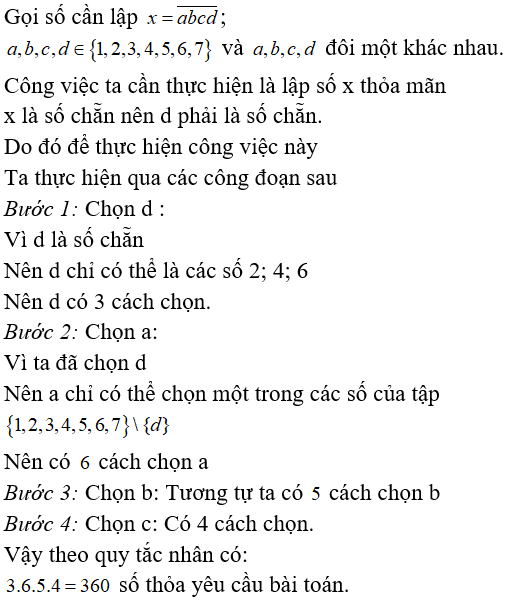 Gọi số cần lập $x = \overline{abcd}$;
$a,b,c,d \in \{1,2,3,4,5,6,7\}$ và $a,b,c,d$ đôi một khác nhau.
Công việc ta cần thực hiện là lập số x thỏa mãn
x là số chẵn nên d phải là số chẵn.
Do đó để thực hiện công việc này
Ta thực hiện qua các công đoạn sau
Bước 1: Chọn d :
Vì d là số chẵn
Nên d chỉ có thể là các số 2; 4; 6
Nên d có 3 cách chọn.
Bước 2: Chọn a:
Vì ta đã chọn d
Nên a chỉ có thể chọn một trong các số của tập
$\{1,2,3,4,5,6,7\} \setminus \{d\}$
Nên có 6 cách chọn a
Bước 3: Chọn b: Tương tự ta có 5 cách chọn b
Bước 4: Chọn c: Có 4 cách chọn.
Vậy theo quy tắc nhân có:
3.6.5.4 = 360 số thỏa yêu cầu bài toán.